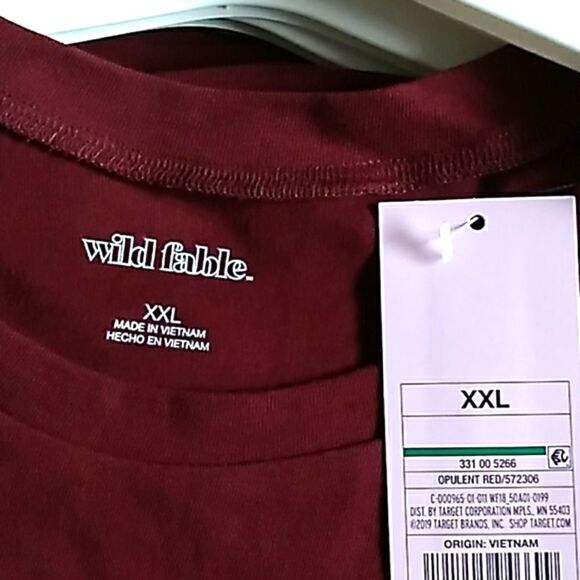 wild fable™
XXL
MADE IN VIETNAM
HECHO EN VIETNAM
XXL
331 00 5266
OPULENT RED/572306
C-000965-01-011 WF18_50A01-0199
DIST. BY TARGET CORPORATION MPLS., MN 55403
©2019 TARGET BRANDS, INC. SHOP TARGET.COM
ORIGIN: VIETNAM